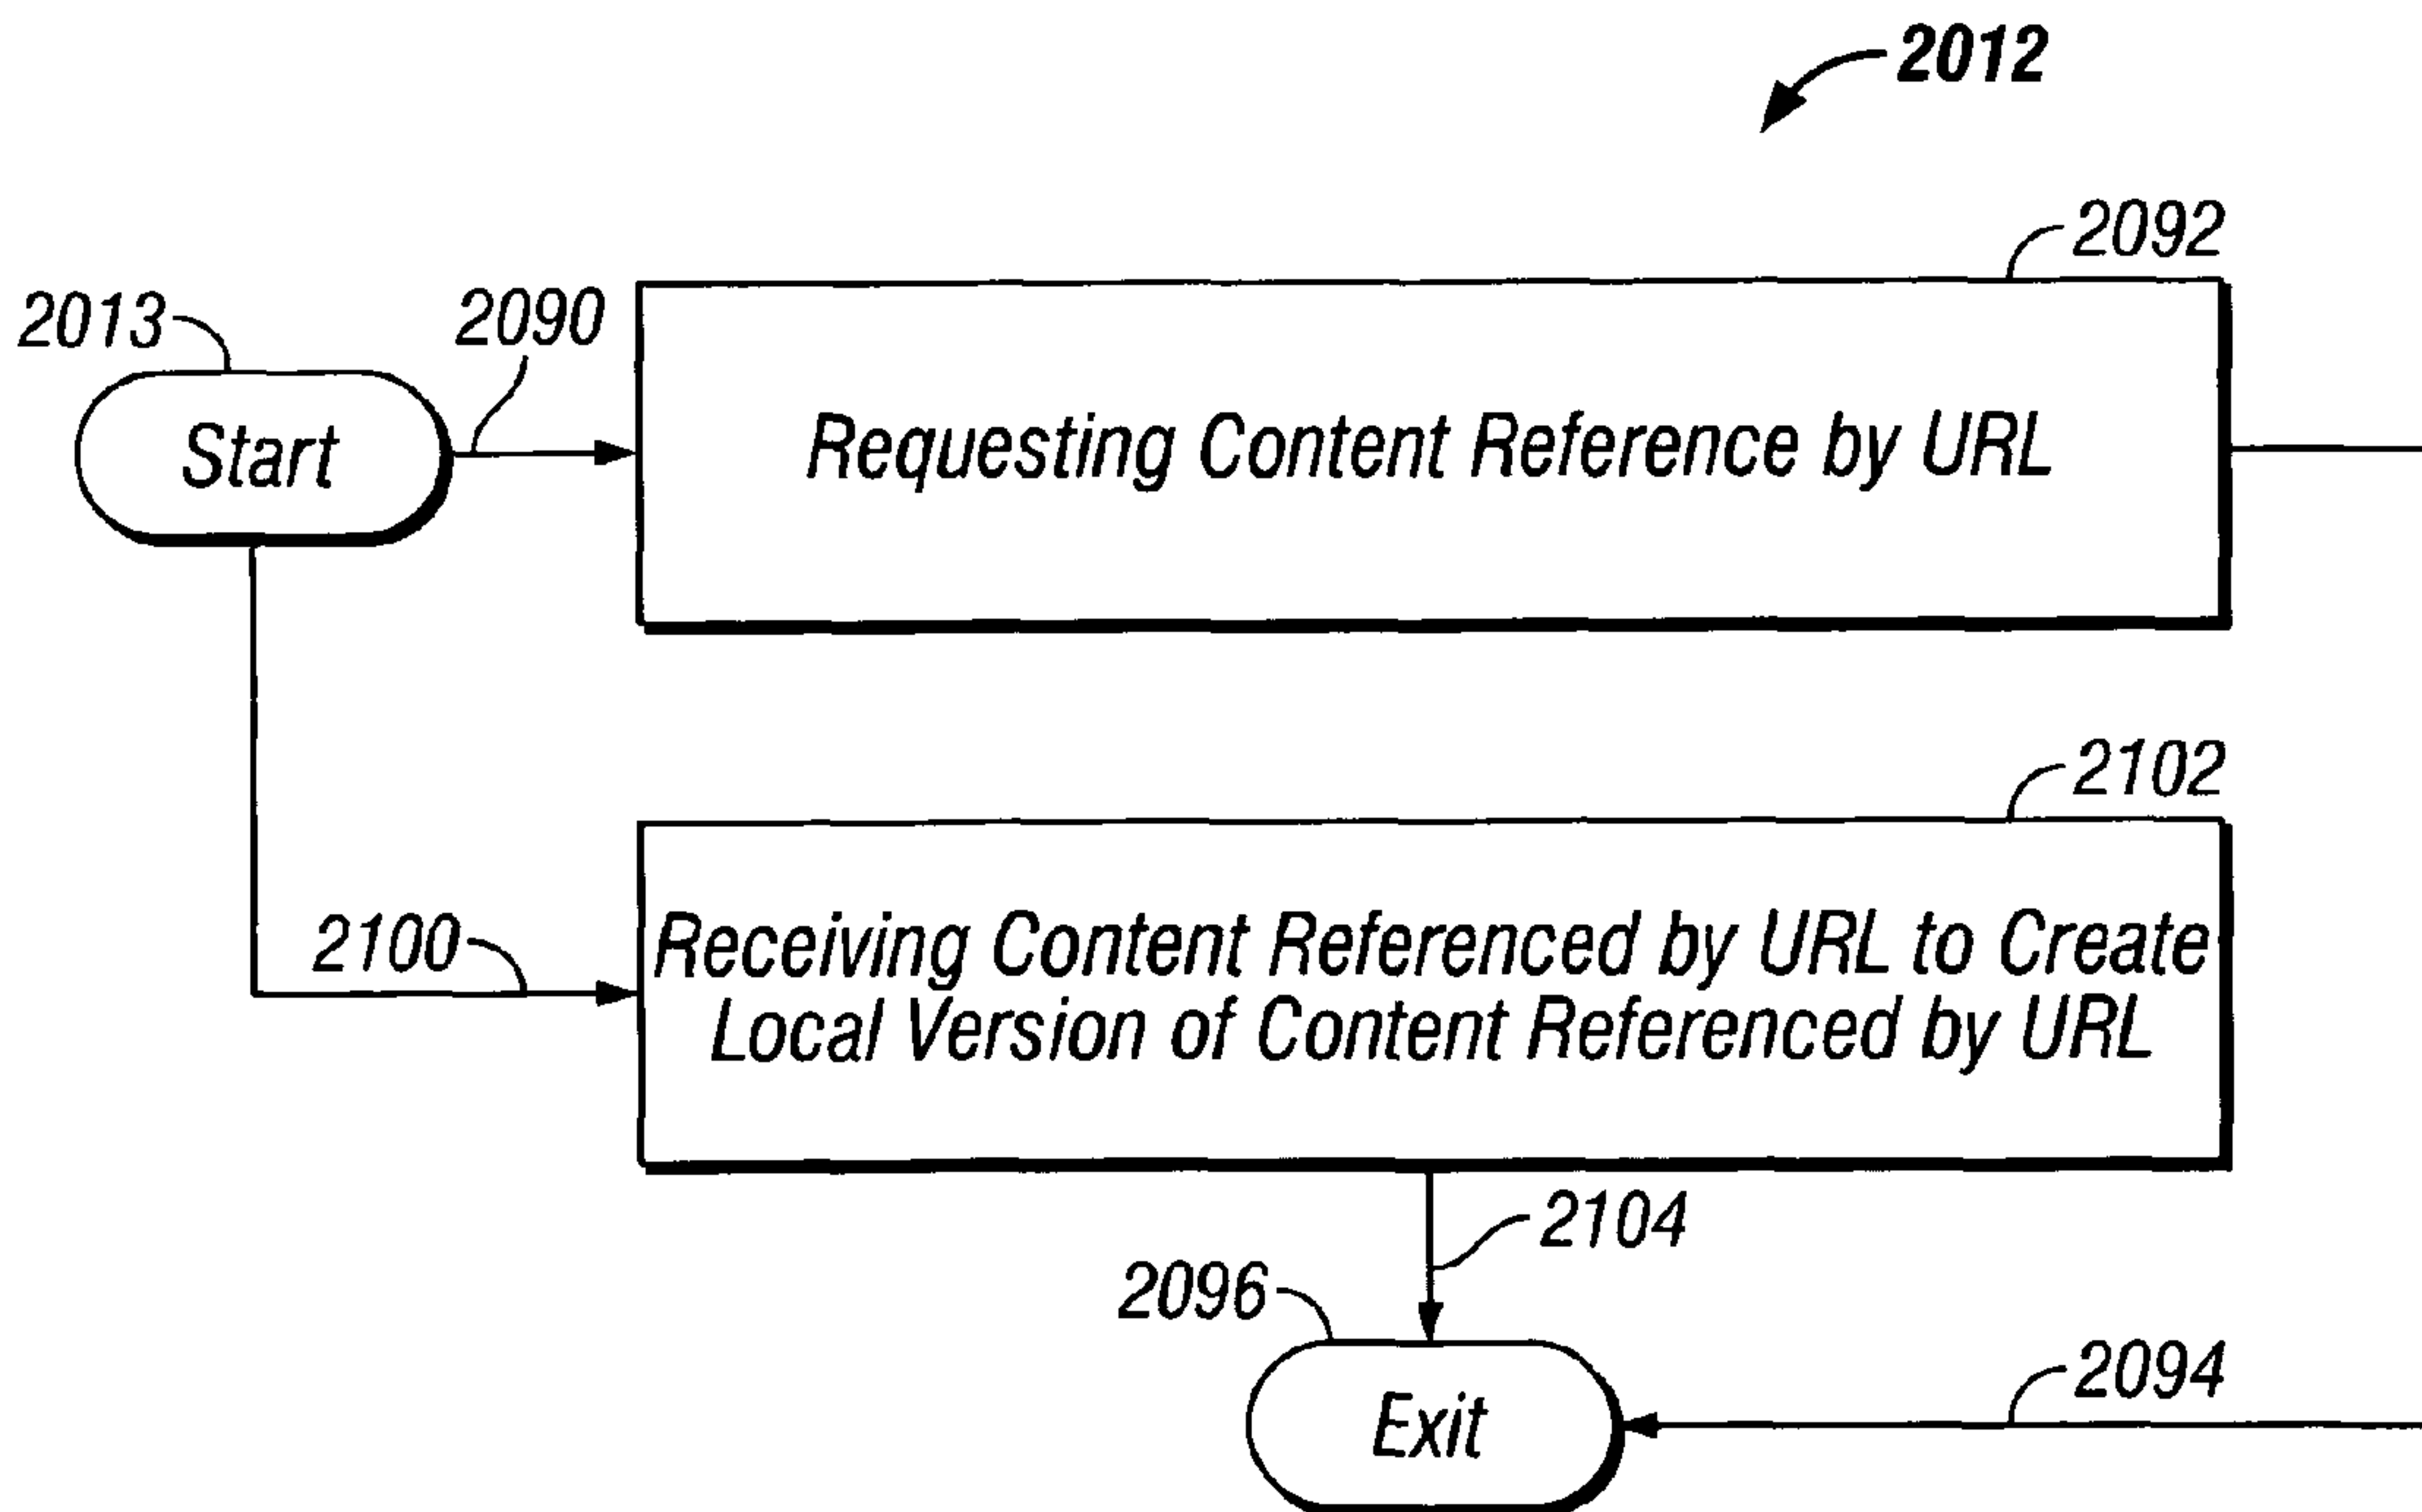 2012
2092
2013
2090
Start
Requesting Content Reference by URL
2102
2100
Receiving Content Referenced by URL to Create
Local Version of Content Referenced by URL
2104
2096
2094
Exit